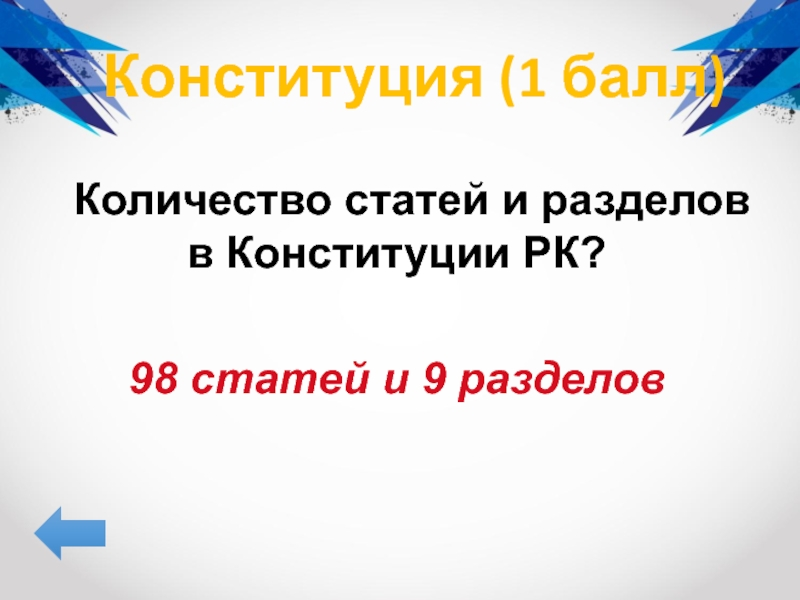 Конституция (1 балл)
Количество статей и разделов
в Конституции РК?
98 статей и 9 разделов